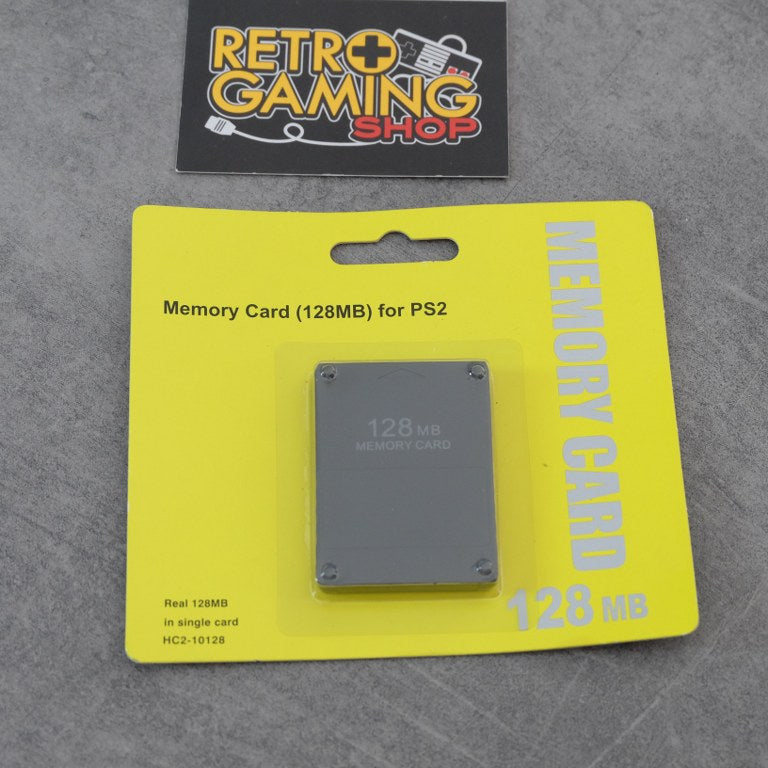 RETRO
GAMING
SHOP
Memory Card (128MB) for PS2
128 MB
MEMORY CARD
MEMORY CARD
128 MB
Real 128MB
in single card
HC2-10128